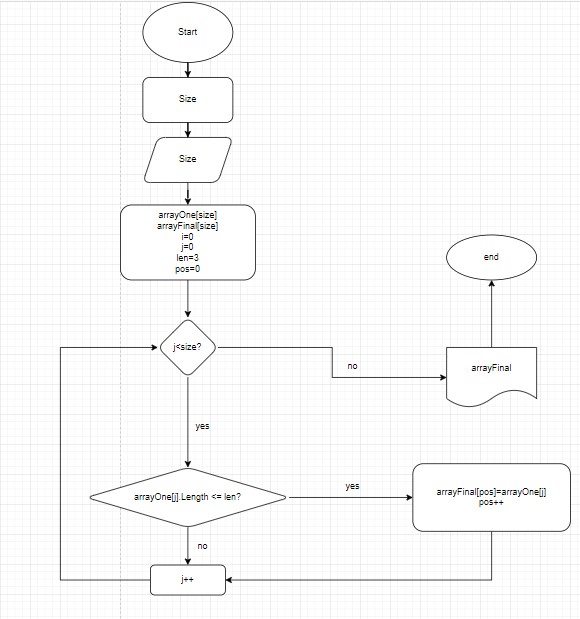 Start
Size
Size
arrayOne[size]
arrayFinal[size]
i=0
j=0
len=3
pos=0
end
j<size?
no
arrayFinal
yes
arrayOne[j].Length <= len?
yes
arrayFinal[pos]=arrayOne[j]
pos++
no
j++